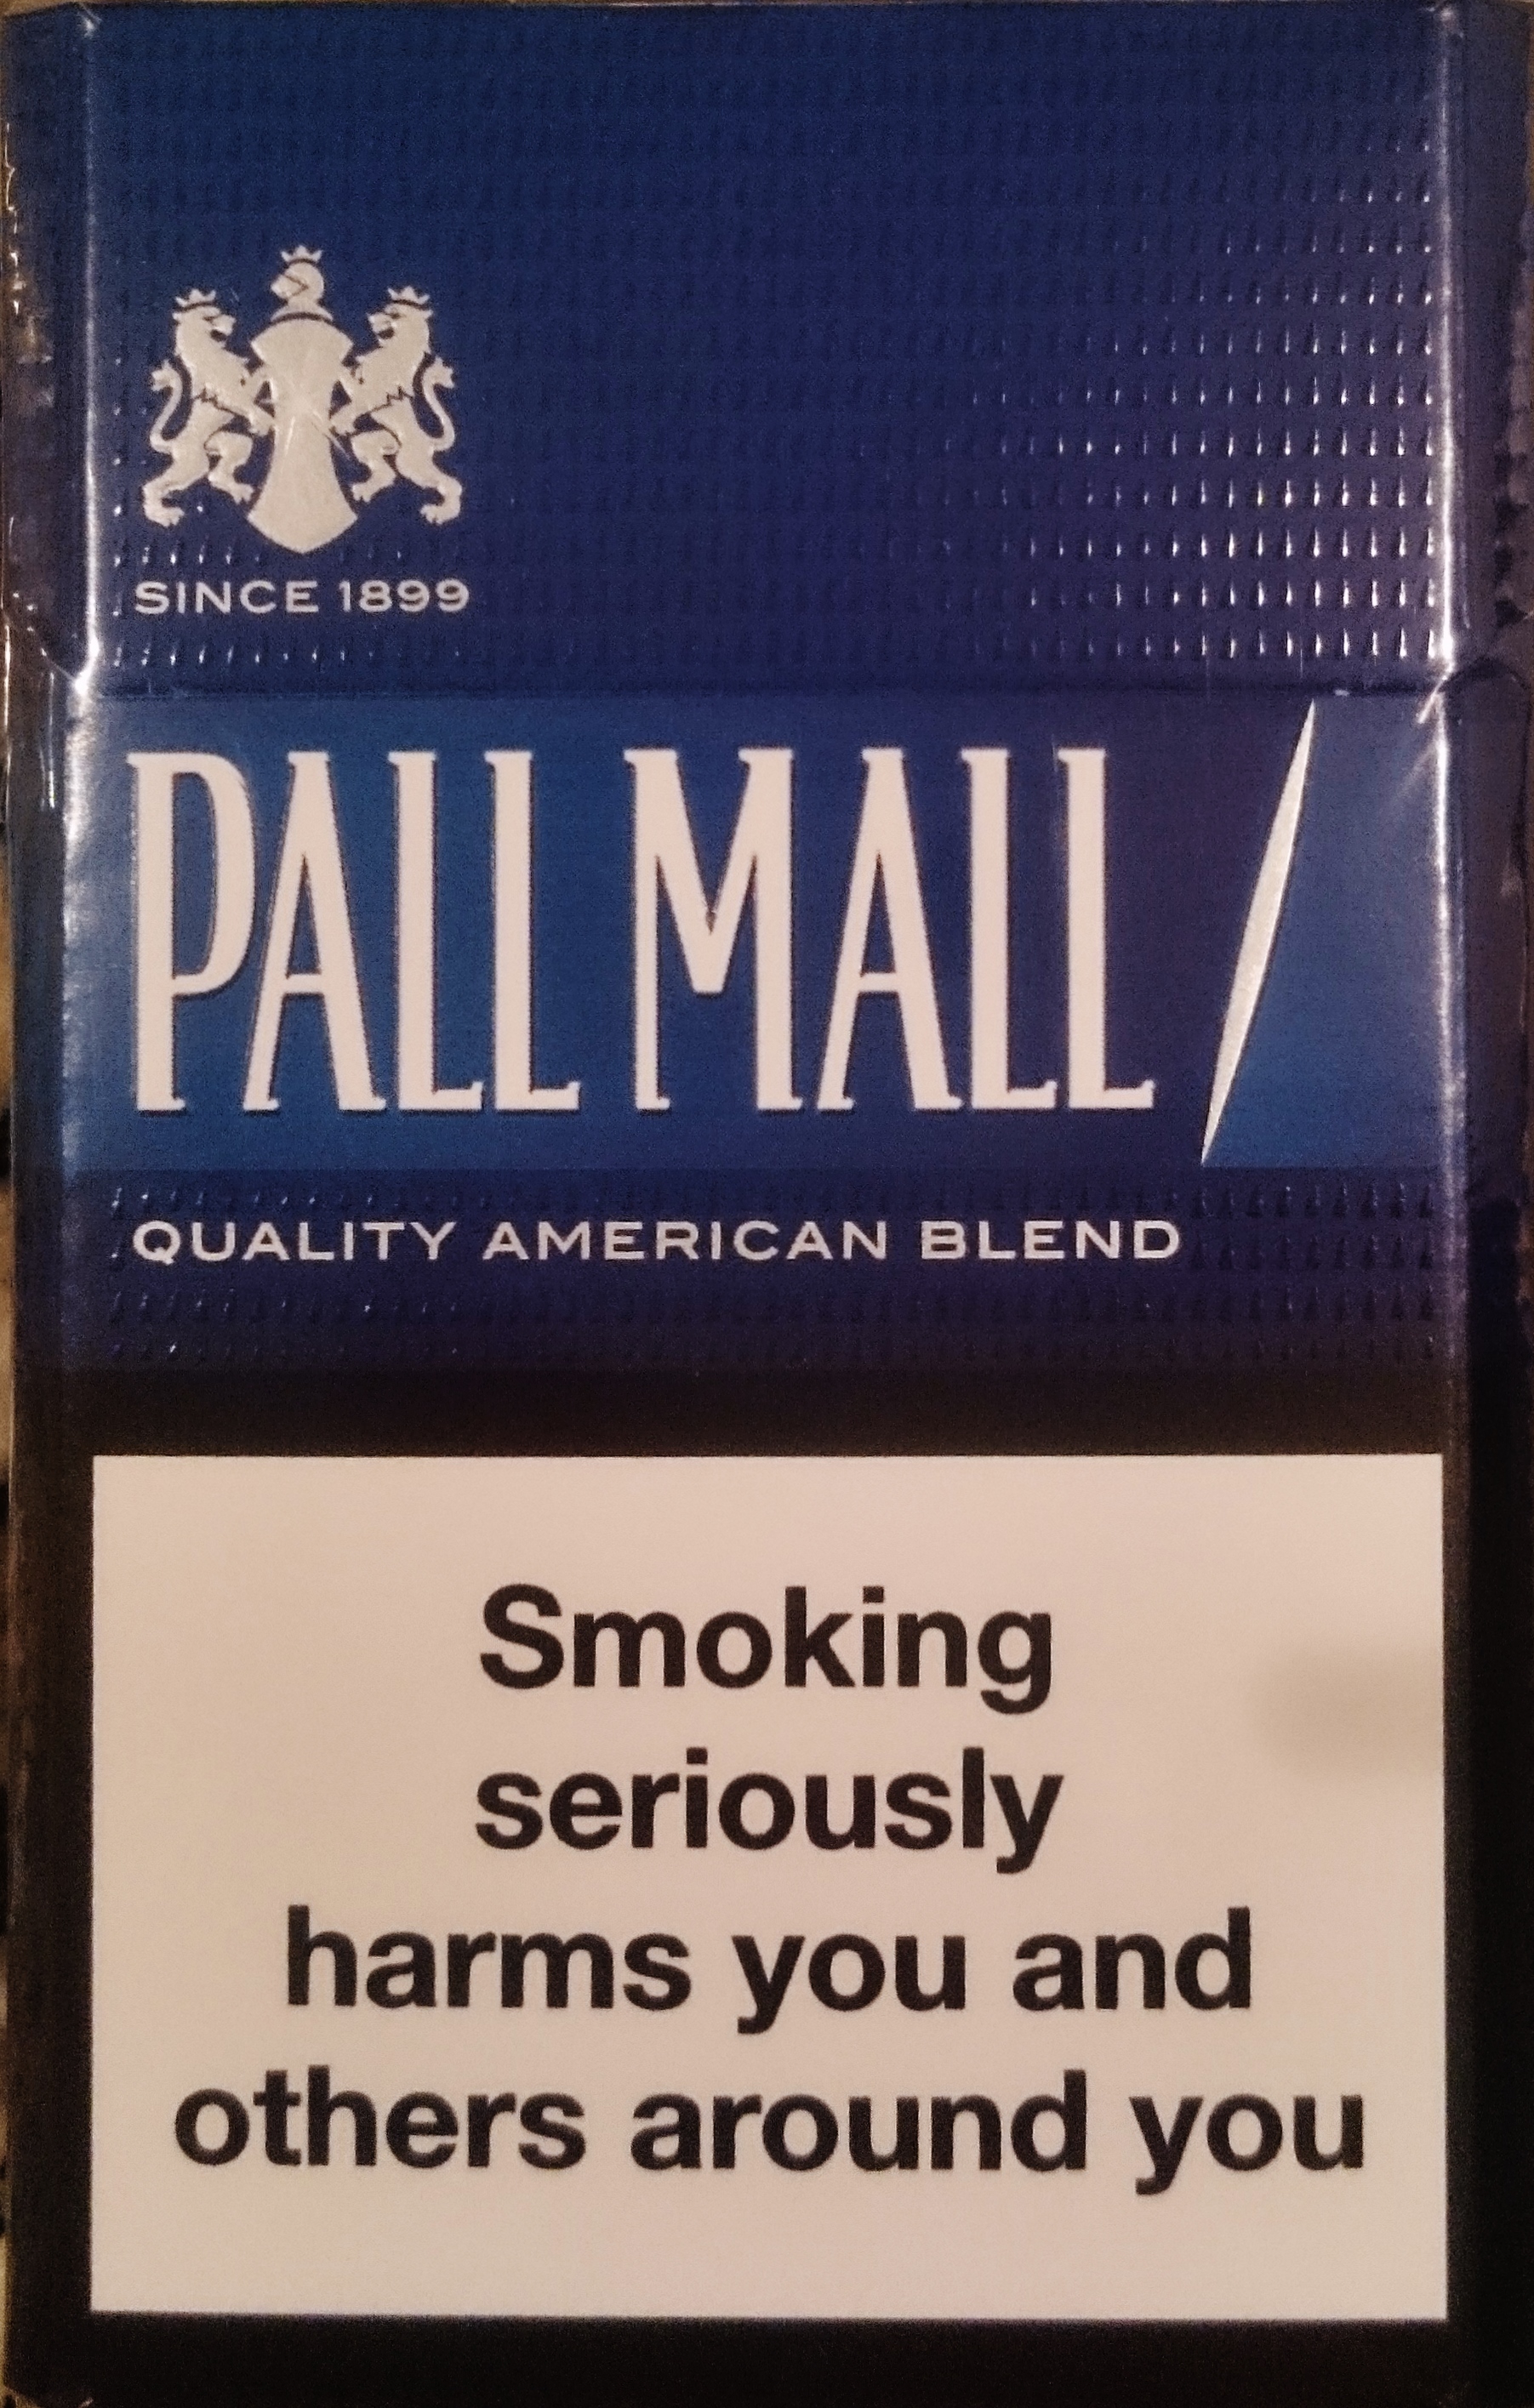 SINCE 1899
PALL MALL
QUALITY AMERICAN BLEND
Smoking
seriously
harms you and
others around you